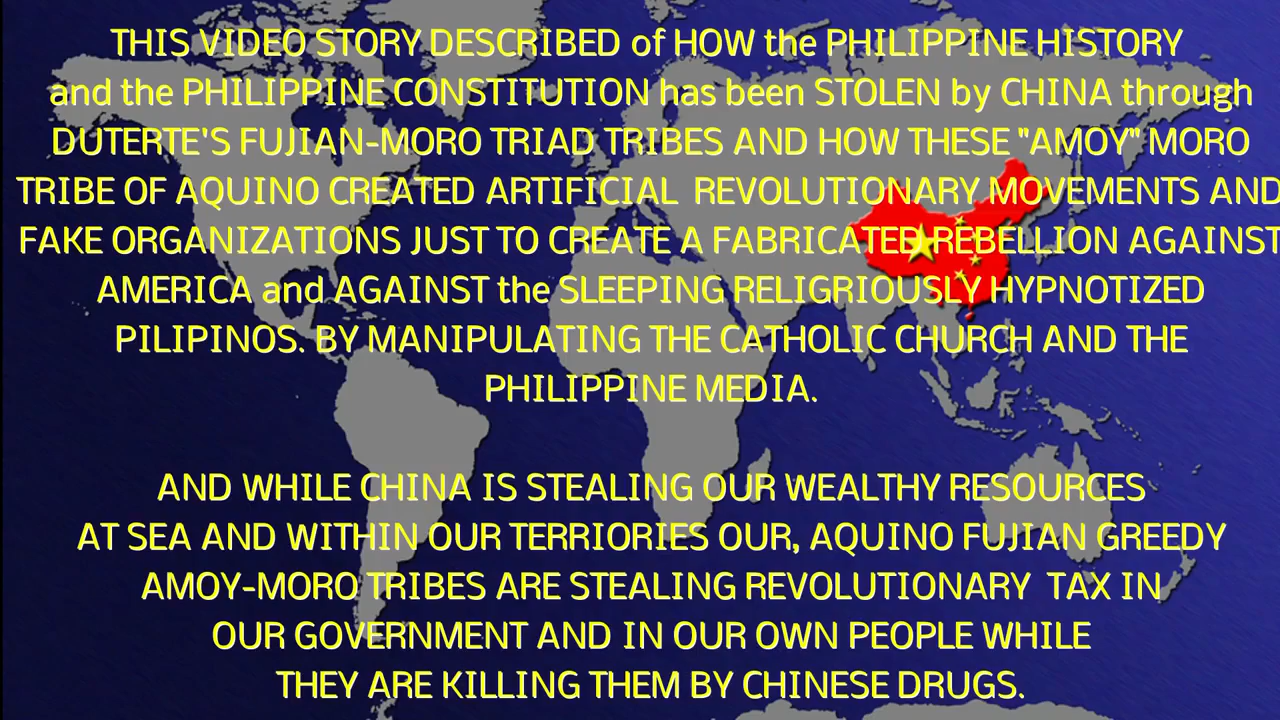 THIS VIDEO STORY DESCRIBED of HOW the PHILIPPINE HISTORY
and the PHILIPPINE CONSTITUTION has been STOLEN by CHINA through
DUTERTE'S FUJIAN-MORO TRIAD TRIBES AND HOW THESE "AMOY" MORO
TRIBE OF AQUINO CREATED ARTIFICIAL REVOLUTIONARY MOVEMENTS AND
FAKE ORGANIZATIONS JUST TO CREATE A FABRICATED REBELLION AGAINST
AMERICA and AGAINST the SLEEPING RELIGRIOUSLY HYPNOTIZED
PILIPINOS. BY MANIPULATING THE CATHOLIC CHURCH AND THE
PHILIPPINE MEDIA.
AND WHILE CHINA IS STEALING OUR WEALTHY RESOURCES
AT SEA AND WITHIN OUR TERRIORIES OUR, AQUINO FUJIAN GREEDY
AMOY-MORO TRIBES ARE STEALING REVOLUTIONARY TAX IN
OUR GOVERNMENT AND IN OUR OWN PEOPLE WHILE
THEY ARE KILLING THEM BY CHINESE DRUGS.